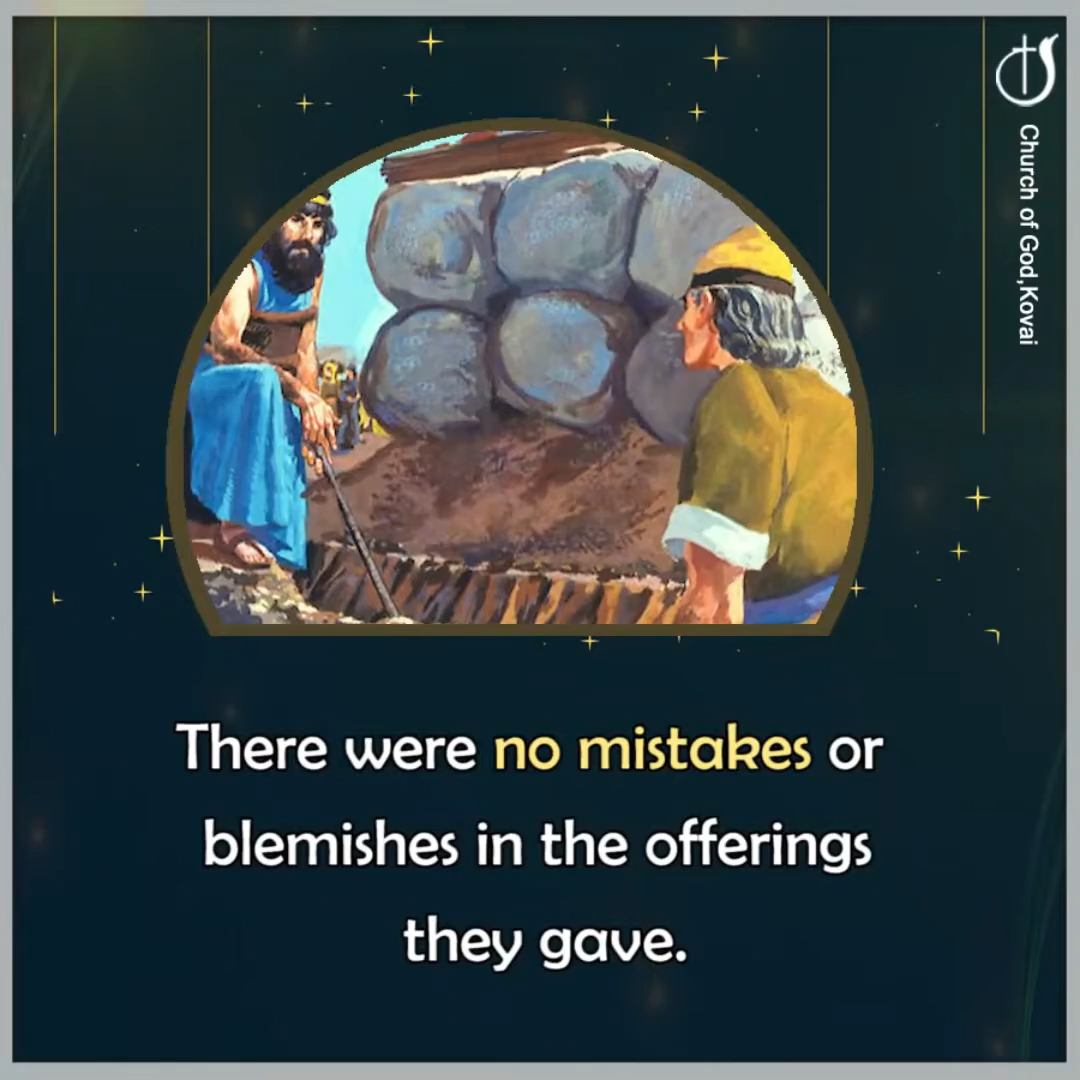 Church of God,Kovai
There were no mistakes or
blemishes in the offerings
they gave.